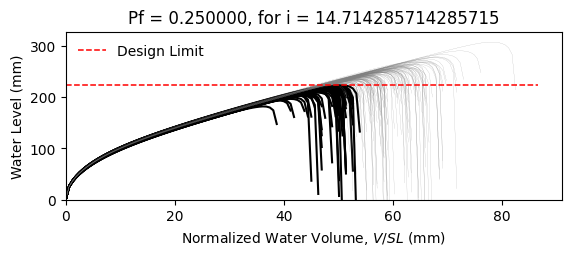 Pf = 0.250000, for i = 14.714285714285715
Design Limit
Water Level (mm)
300
200
100
0
0 20 40 60 80
Normalized Water Volume, V/SL (mm)